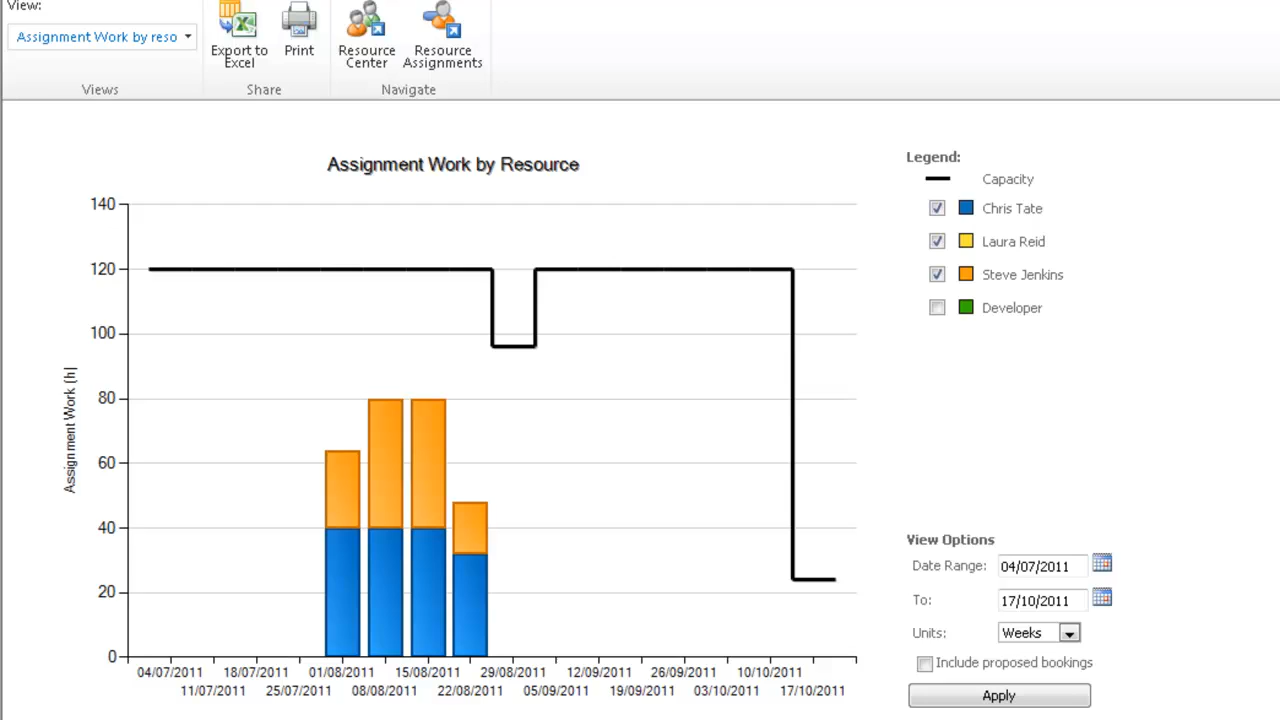 View:
Assignment Work by reso
Export to Excel
Print
Resource Center
Resource Assignments
Views
Share
Navigate
Assignment Work by Resource
Assignment Work [h]
140
120
100
80
60
40
20
0
04/07/2011
11/07/2011
18/07/2011
25/07/2011
01/08/2011
08/08/2011
15/08/2011
22/08/2011
29/08/2011
05/09/2011
12/09/2011
19/09/2011
26/09/2011
03/10/2011
10/10/2011
17/10/2011
Legend:
Capacity
Chris Tate
Laura Reid
Steve Jenkins
Developer
View Options
Date Range: 04/07/2011
To: 17/10/2011
Units: Weeks
Include proposed bookings
Apply